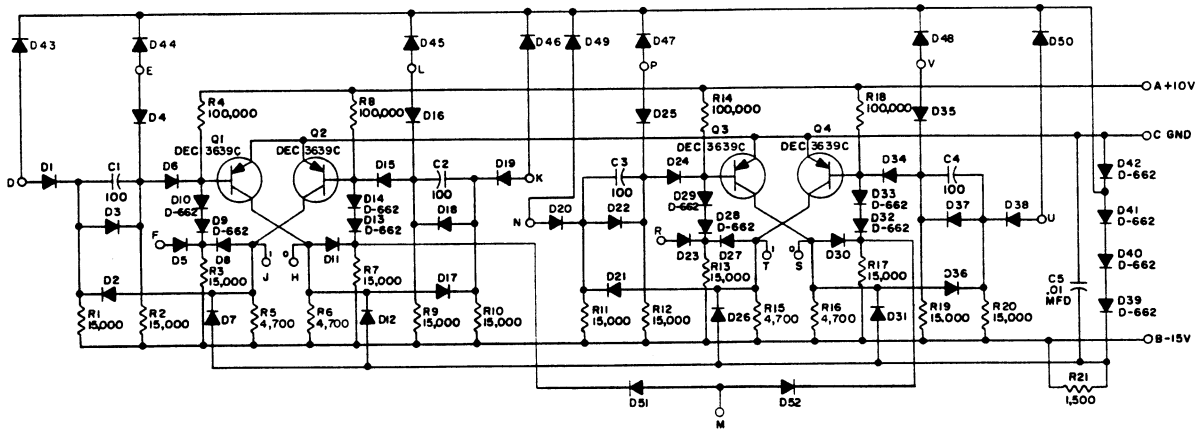 D43 D44 D45 D46 D49 D47 D48 D50
E L P V
R4 100,000 R8 100,000 R14 100,000 R18 100,000 A+10V
D4 D16 D25 D35
Q1 Q2 Q3 Q4
DEC 3639C DEC 3639C DEC 3639C DEC 3639C C GND
D D1 C1 100 D6 D15 C2 100 D19 K C3 100 D24 D34 C4 100 D42 D-662
D3 D10 D-662 D14 D-662 D18 N D20 D22 D29 D-662 D33 D-662 D37 D38 U D41 D-662
F D5 D9 D-662 D8 D13 D-662 R D23 D28 D-662 D27 D32 D-662
1 J 0 H D11 1 T 0 S D30 D40 D-662
D2 R3 15,000 R7 15,000 D17 D21 R13 15,000 R17 15,000 D36 C5 .01 MFD D39 D-662
R1 15,000 R2 15,000 D7 R5 4,700 R6 4,700 D12 R9 15,000 R10 15,000 R11 15,000 R12 15,000 D26 R15 4,700 R16 4,700 D31 R19 15,000 R20 15,000
B-15V
D51 D52 R21 1,500
M